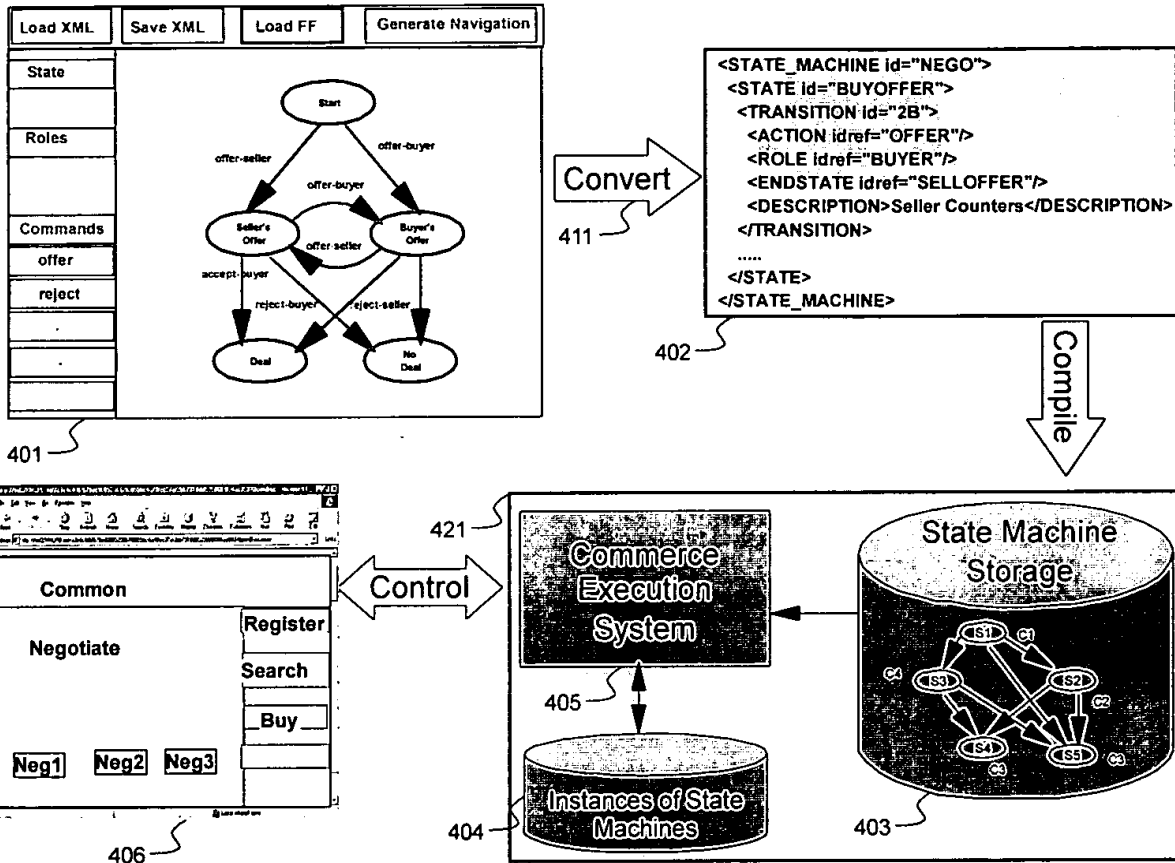 Load XML
Save XML
Load FF
Generate Navigation
State
Roles
Commands
offer
reject
Start
offer-seller
offer-buyer
offer-buyer
Seller's
Offer
Buyer's
Offer
offer-seller
accept-buyer
reject-buyer
reject-seller
Deal
No
Deal
401
Convert
411
<STATE_MACHINE id="NEGO">
<STATE id="BUYOFFER">
<TRANSITION id="2B">
<ACTION idref="OFFER"/>
<ROLE idref="BUYER"/>
<ENDSTATE idref="SELLOFFER"/>
<DESCRIPTION>Seller Counters</DESCRIPTION>
</TRANSITION>
.....
</STATE>
</STATE_MACHINE>
402
Compile
Common
Negotiate
Register
Search
Buy
Neg1
Neg2
Neg3
406
Control
421
Commerce
Execution
System
405
Instances of State
Machines
404
State Machine
Storage
S1
C1
C4
S3
S2
C2
S4
S5
403